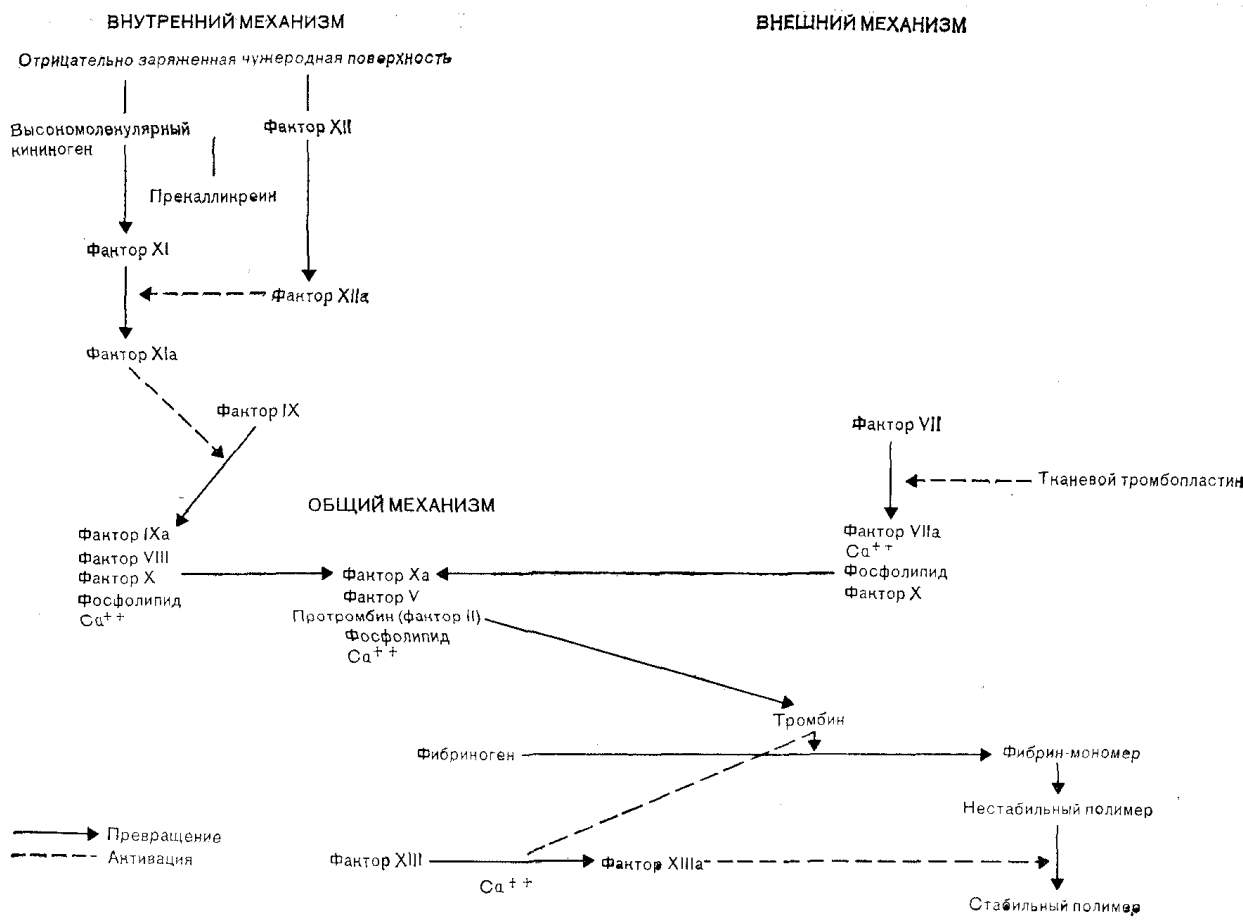 ВНУТРЕННИЙ МЕХАНИЗМ
ВНЕШНИЙ МЕХАНИЗМ
Отрицательно заряженная чужеродная поверхность
Высокомолекулярный
кининоген
Фактор XII
Прекалликреин
Фактор XI
Фактор XIIa
Фактор XIa
Фактор IX
Фактор VII
Тканевой тромбопластин
ОБЩИЙ МЕХАНИЗМ
Фактор IXa
Фактор VIII
Фактор X
Фосфолипид
Ca++
Фактор Xa
Фактор V
Протромбин (фактор II)
Фосфолипид
Ca++
Фактор VIIa
Ca++
Фосфолипид
Фактор X
Тромбин
Фибриноген
Фибрин-мономер
Нестабильный полимер
Превращение
Активация
Фактор XIII
Ca++
Фактор XIIIa
Стабильный полимер